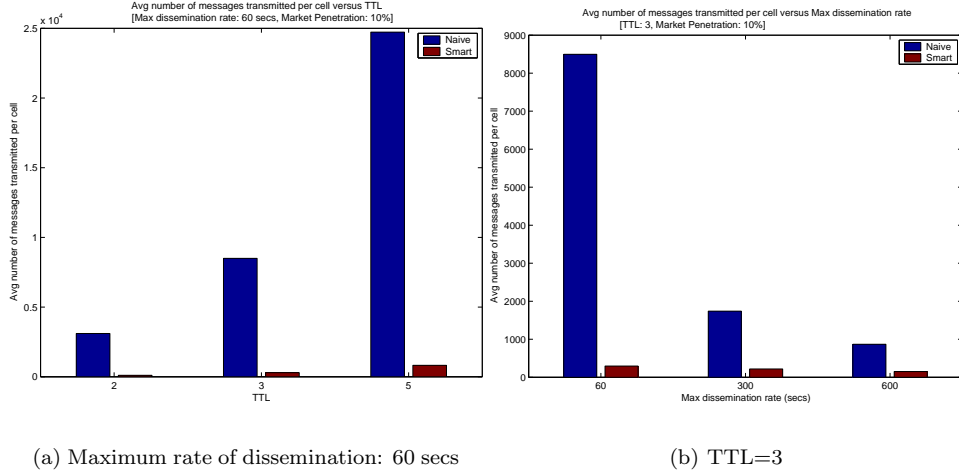 Avg number of messages transmitted per cell versus TTL
[Max dissemination rate: 60 secs, Market Penetration: 10%]
x 10^4
2.5
2
1.5
1
0.5
0
Avg number of messages transmitted per cell
Naive
Smart
2 3 5
TTL
(a) Maximum rate of dissemination: 60 secs
Avg number of messages transmitted per cell versus Max dissemination rate
[TTL: 3, Market Penetration: 10%]
9000
8000
7000
6000
5000
4000
3000
2000
1000
0
Avg number of messages transmitted per cell
Naive
Smart
60 300 600
Max dissemination rate (secs)
(b) TTL=3